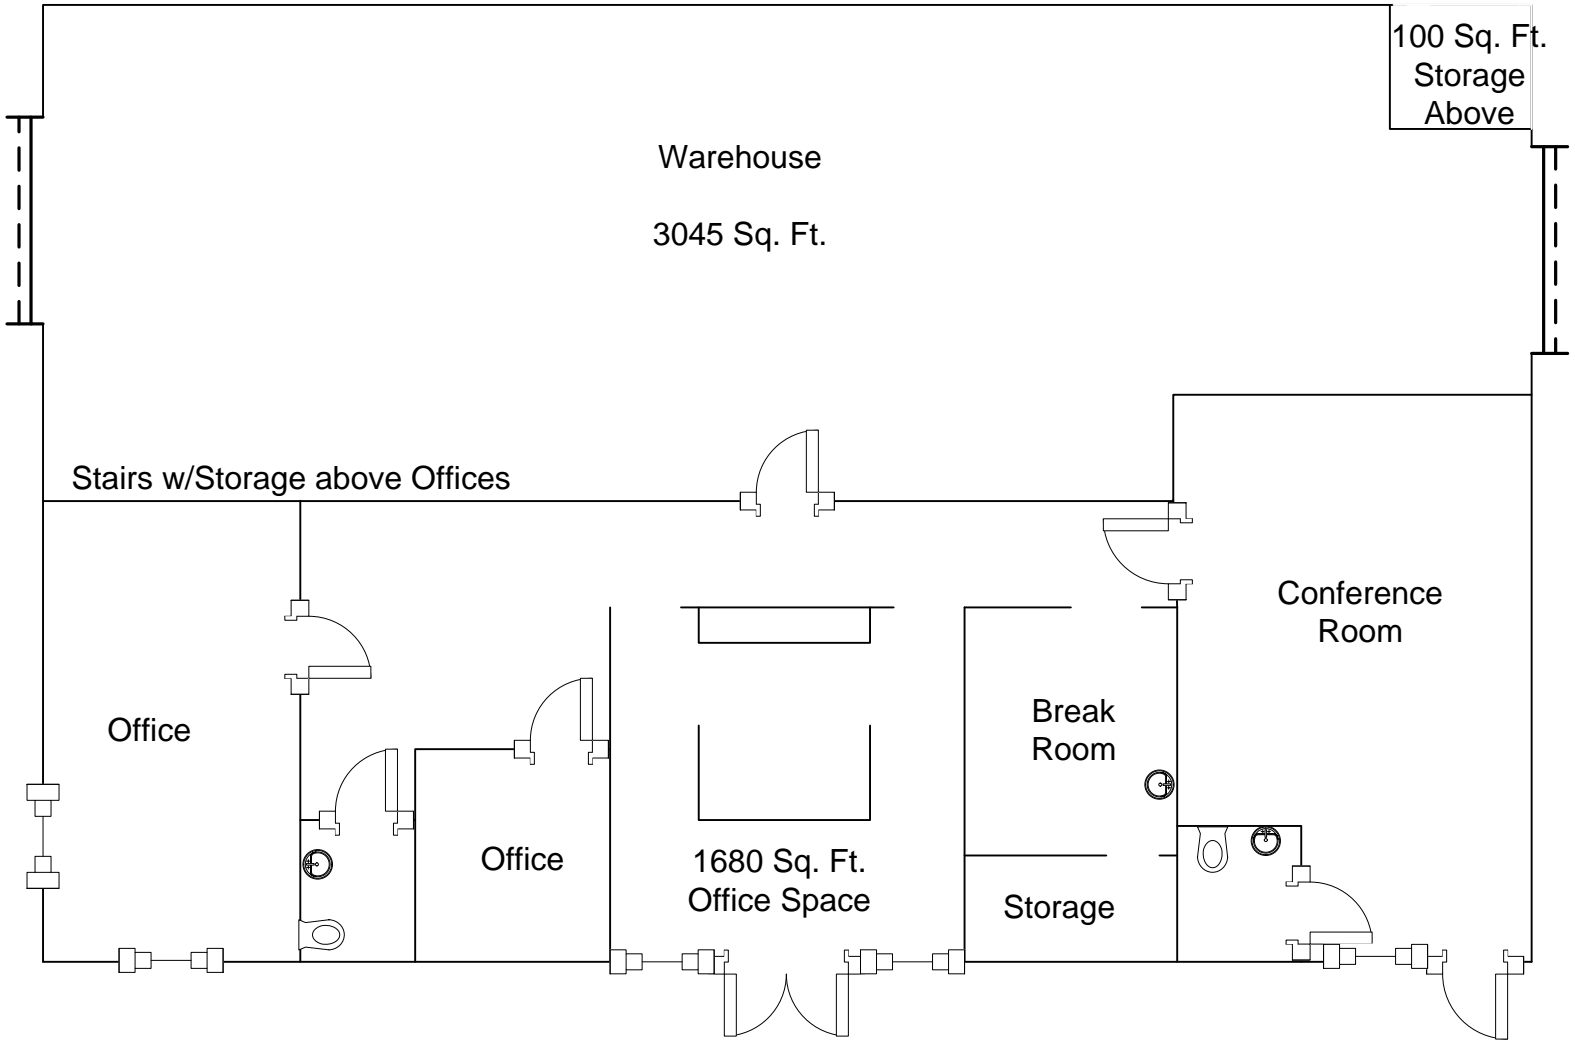 100 Sq. Ft.
Storage
Above
Warehouse
3045 Sq. Ft.
Stairs w/Storage above Offices
Conference
Room
Office
Break
Room
Office
1680 Sq. Ft.
Office Space
Storage